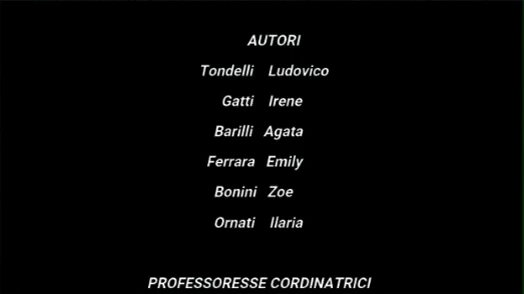 AUTORI
Tondelli Ludovico
Gatti Irene
Barilli Agata
Ferrara Emily
Bonini Zoe
Ornati Ilaria
PROFESSORESSE CORDINATRICI